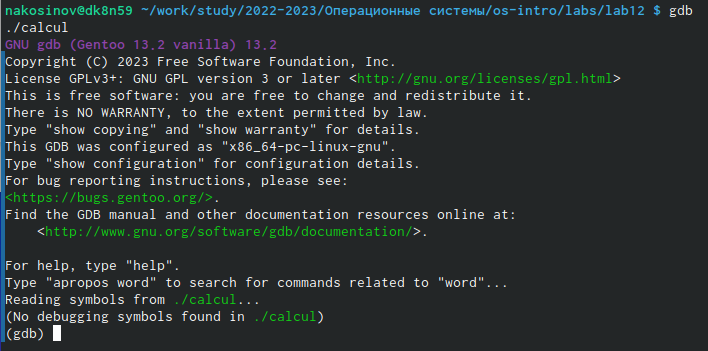 nakosinov@dk8n59 ~/work/study/2022-2023/Операционные системы/os-intro/labs/lab12 $ gdb
./calcul
GNU gdb (Gentoo 13.2 vanilla) 13.2
Copyright (C) 2023 Free Software Foundation, Inc.
License GPLv3+: GNU GPL version 3 or later <http://gnu.org/licenses/gpl.html>
This is free software: you are free to change and redistribute it.
There is NO WARRANTY, to the extent permitted by law.
Type "show copying" and "show warranty" for details.
This GDB was configured as "x86_64-pc-linux-gnu".
Type "show configuration" for configuration details.
For bug reporting instructions, please see:
<https://bugs.gentoo.org/>.
Find the GDB manual and other documentation resources online at:
    <http://www.gnu.org/software/gdb/documentation/>.

For help, type "help".
Type "apropos word" to search for commands related to "word"...
Reading symbols from ./calcul...
(No debugging symbols found in ./calcul)
(gdb)